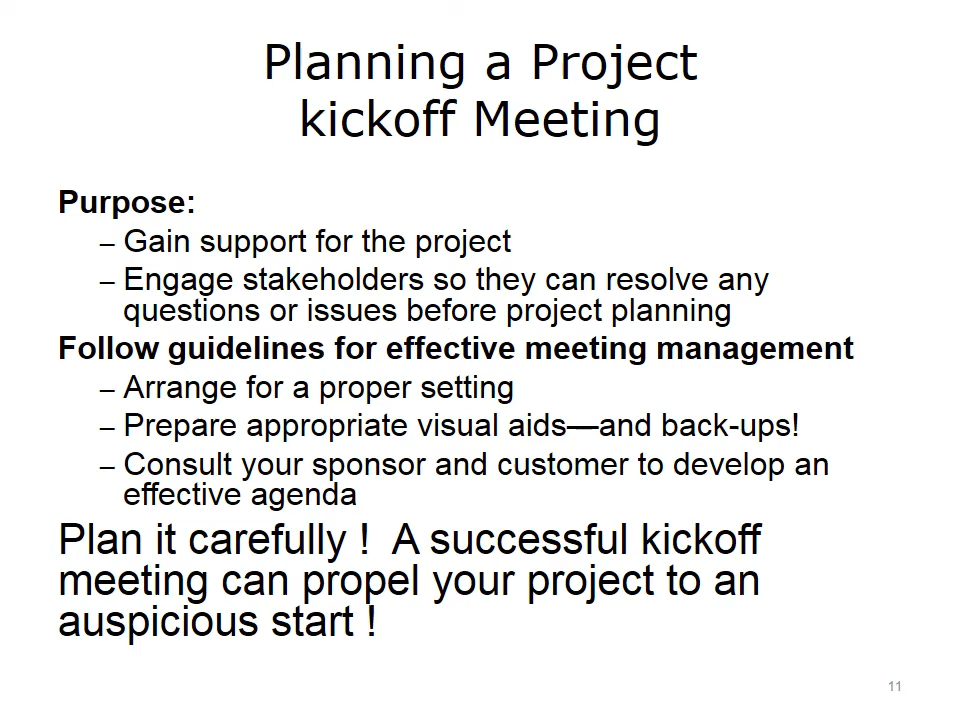 Planning a Project
kickoff Meeting
Purpose:
– Gain support for the project
– Engage stakeholders so they can resolve any
questions or issues before project planning
Follow guidelines for effective meeting management
– Arrange for a proper setting
– Prepare appropriate visual aids—and back-ups!
– Consult your sponsor and customer to develop an
effective agenda
Plan it carefully !  A successful kickoff
meeting can propel your project to an
auspicious start !
11